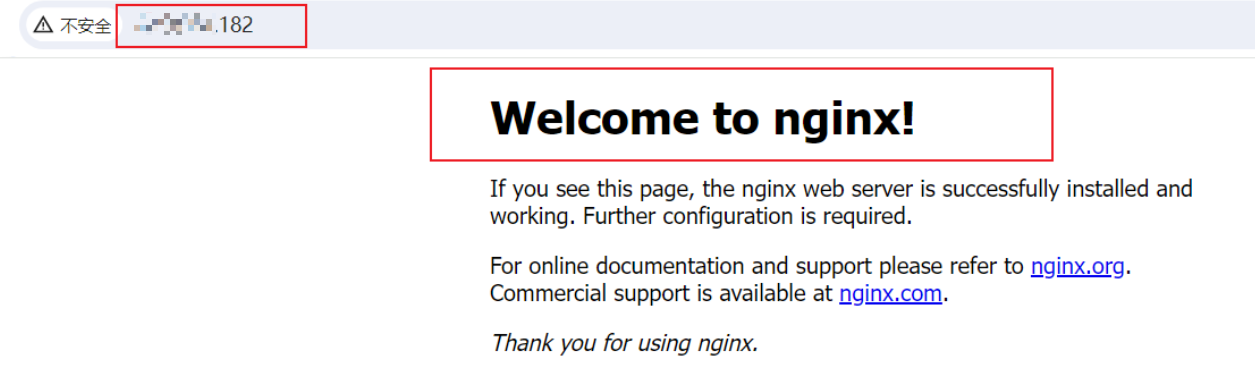 不安全 .182
Welcome to nginx!
If you see this page, the nginx web server is successfully installed and
working. Further configuration is required.
For online documentation and support please refer to nginx.org.
Commercial support is available at nginx.com.
Thank you for using nginx.